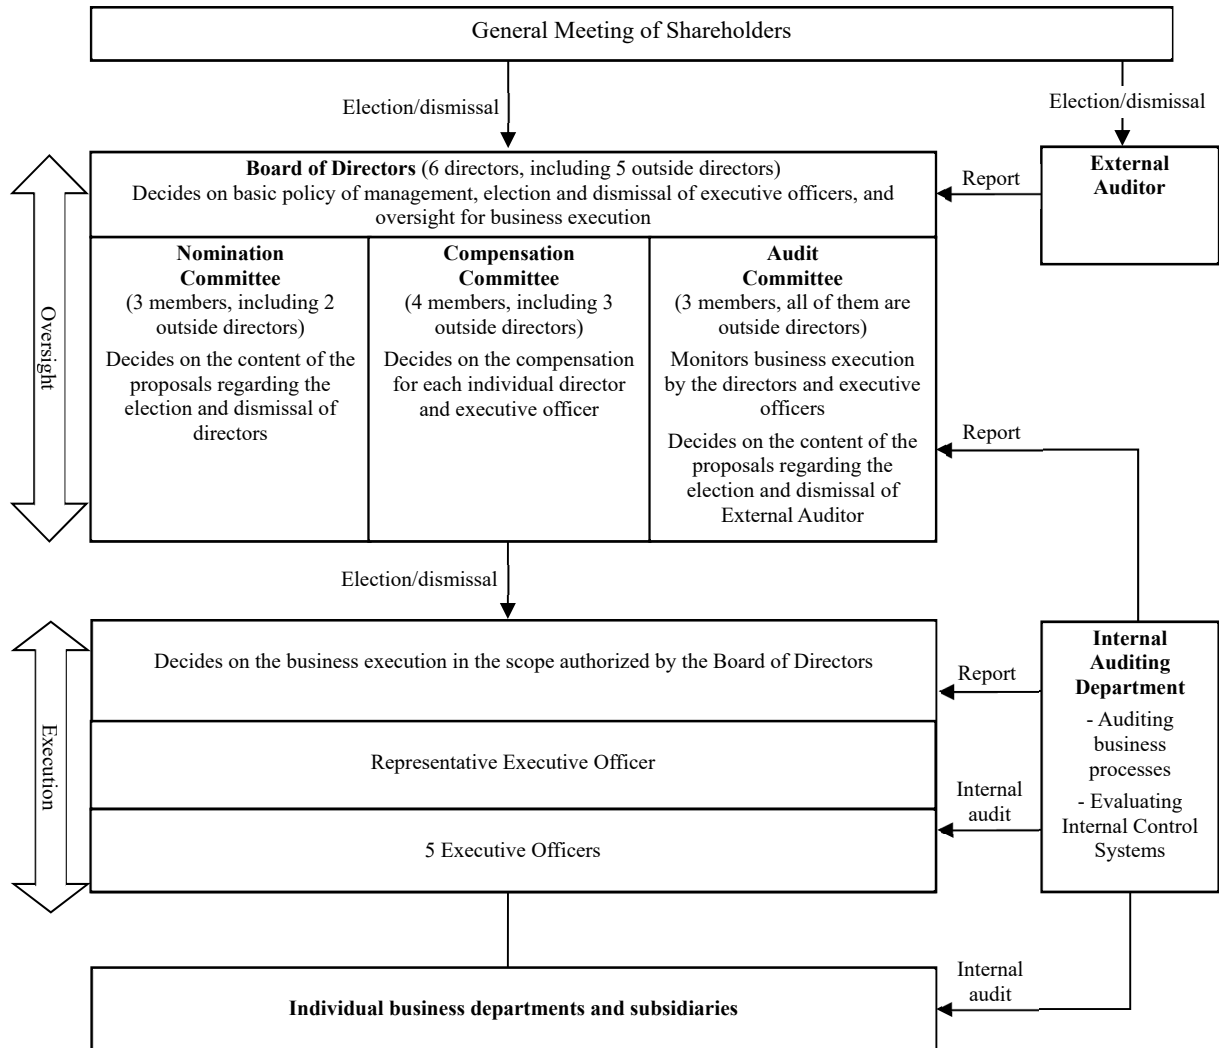 General Meeting of Shareholders
Election/dismissal
Election/dismissal
Board of Directors (6 directors, including 5 outside directors)
Decides on basic policy of management, election and dismissal of executive officers, and
oversight for business execution
Report
External
Auditor
Oversight
Nomination
Committee
(3 members, including 2
outside directors)
Decides on the content of the
proposals regarding the
election and dismissal of
directors
Compensation
Committee
(4 members, including 3
outside directors)
Decides on the compensation
for each individual director
and executive officer
Audit
Committee
(3 members, all of them are
outside directors)
Monitors business execution
by the directors and executive
officers
Decides on the content of the
proposals regarding the
election and dismissal of
External Auditor
Report
Election/dismissal
Execution
Decides on the business execution in the scope authorized by the Board of Directors
Report
Representative Executive Officer
5 Executive Officers
Internal
audit
Internal
Auditing
Department
- Auditing
business
processes
- Evaluating
Internal Control
Systems
Individual business departments and subsidiaries
Internal
audit